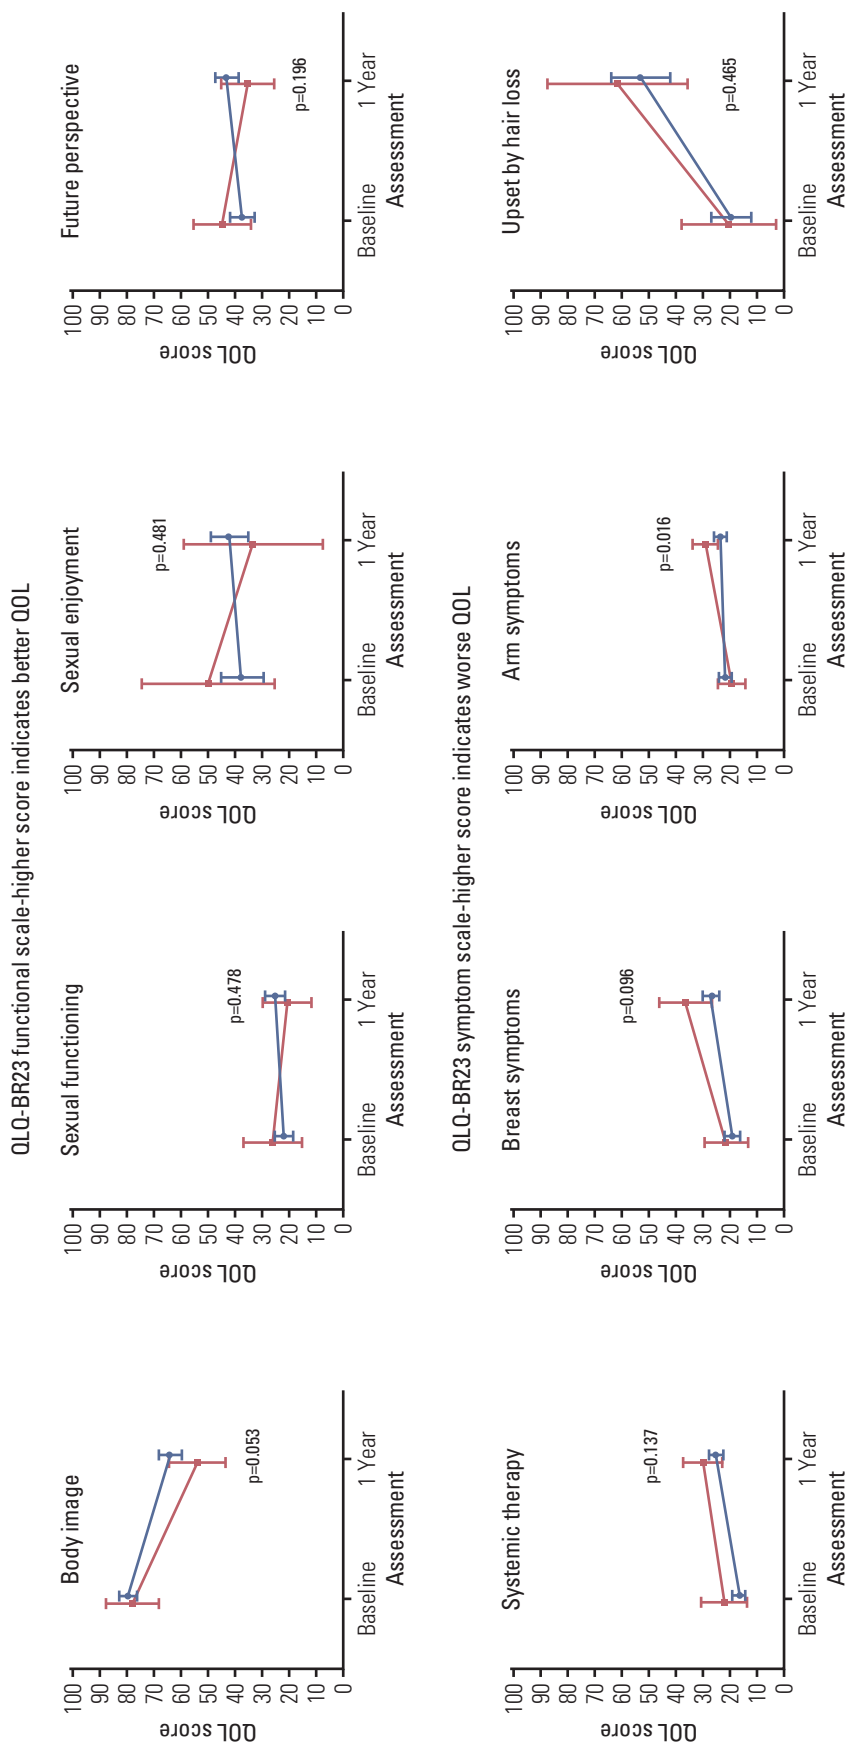 QLQ-BR23 functional scale-higher score indicates better QOL
Body image
100
90
80
70
60
50
40
30
20
10
0
QOL score
p=0.053
Baseline
1 Year
Assessment
Sexual functioning
100
90
80
70
60
50
40
30
20
10
0
QOL score
p=0.478
Baseline
1 Year
Assessment
Sexual enjoyment
100
90
80
70
60
50
40
30
20
10
0
QOL score
p=0.481
Baseline
1 Year
Assessment
Future perspective
100
90
80
70
60
50
40
30
20
10
0
QOL score
p=0.196
Baseline
1 Year
Assessment
QLQ-BR23 symptom scale-higher score indicates worse QOL
Systemic therapy
100
90
80
70
60
50
40
30
20
10
0
QOL score
p=0.137
Baseline
1 Year
Assessment
Breast symptoms
100
90
80
70
60
50
40
30
20
10
0
QOL score
p=0.096
Baseline
1 Year
Assessment
Arm symptoms
100
90
80
70
60
50
40
30
20
10
0
QOL score
p=0.016
Baseline
1 Year
Assessment
Upset by hair loss
100
90
80
70
60
50
40
30
20
10
0
QOL score
p=0.465
Baseline
1 Year
Assessment